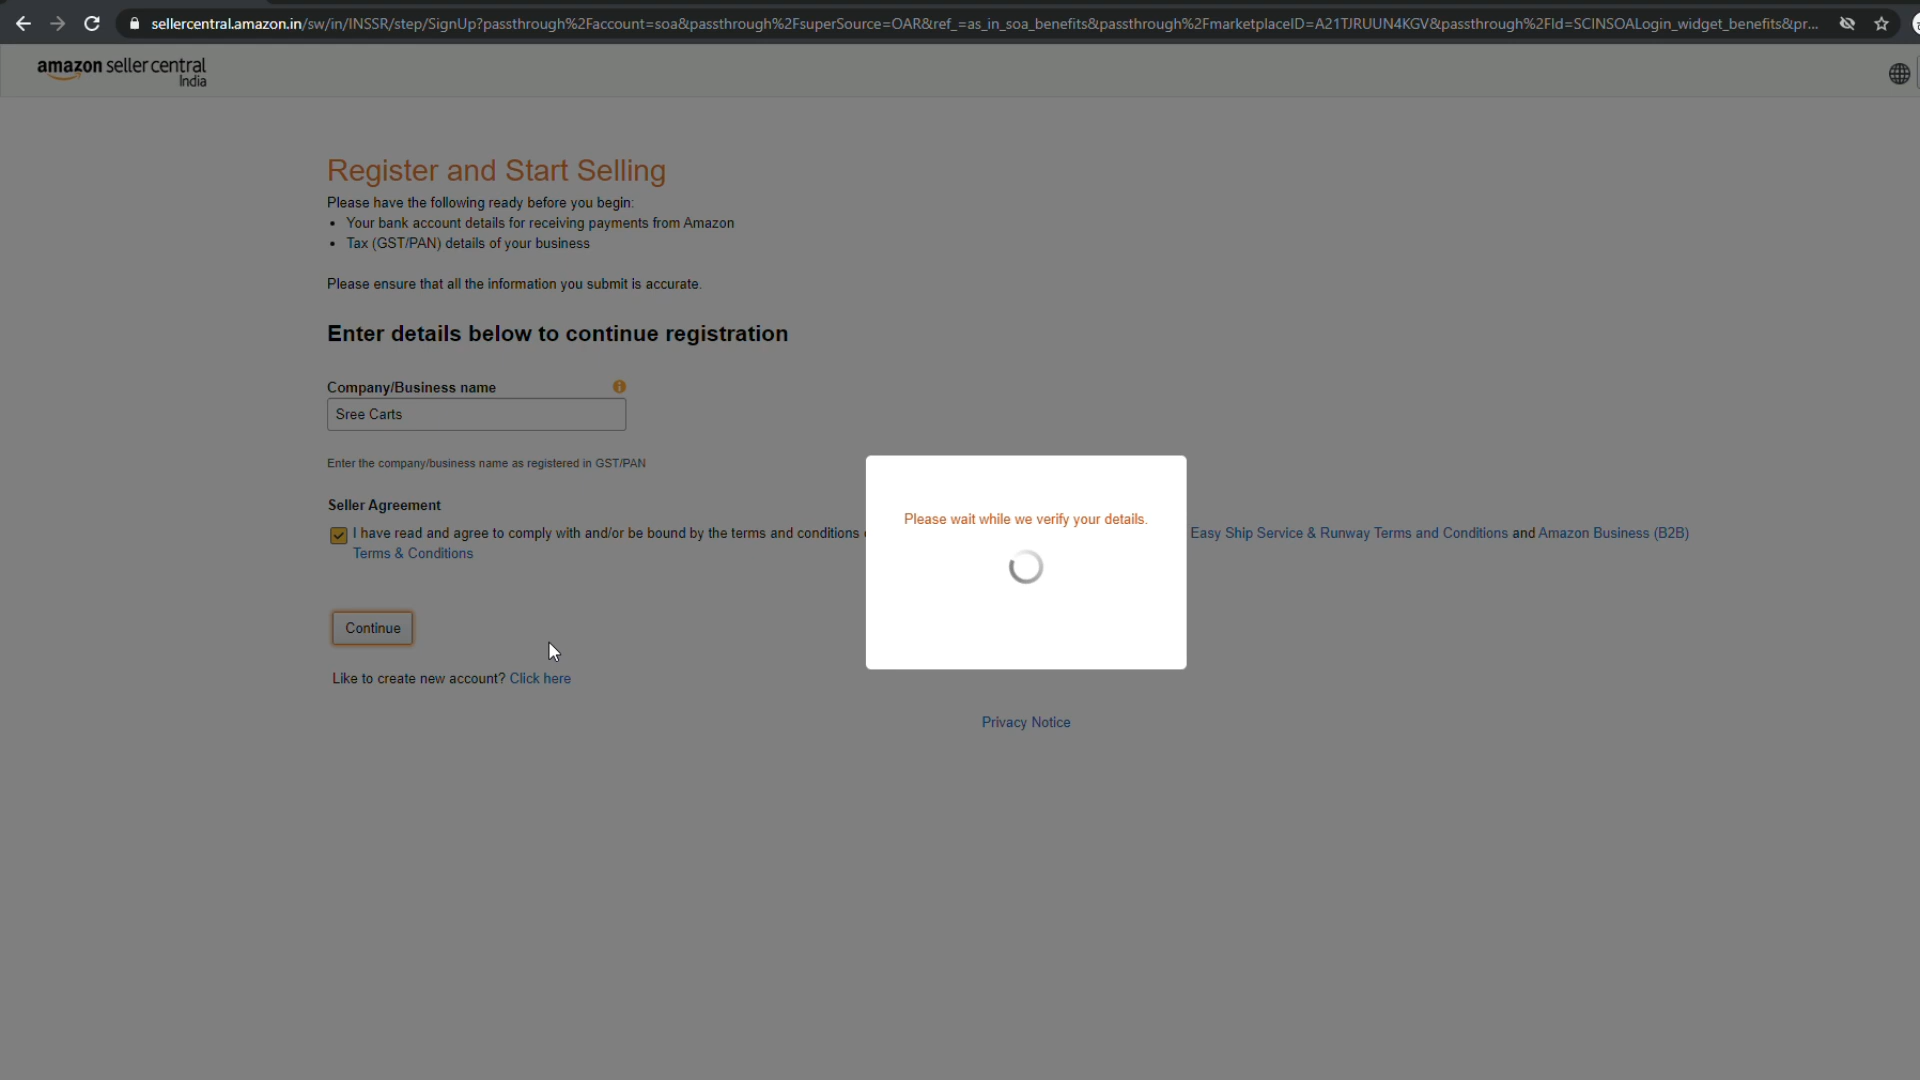 sellercentral.amazon.in/sw/in/INSSR/step/SignUp?passthrough%2Faccount=soa&passthrough%2FsuperSource=OAR&ref_=as_in_soa_benefits&passthrough%2FmarketplaceID=A21TJRUUN4KGV&passthrough%2Fld=SCINSOALogin_widget_benefits&pr...
amazon seller central
India
Register and Start Selling
Please have the following ready before you begin:
• Your bank account details for receiving payments from Amazon
• Tax (GST/PAN) details of your business
Please ensure that all the information you submit is accurate.
Enter details below to continue registration
Company/Business name
Sree Carts
Enter the company/business name as registered in GST/PAN
Seller Agreement
Please wait while we verify your details.
I have read and agree to comply with and/or be bound by the terms and conditions Easy Ship Service & Runway Terms and Conditions and Amazon Business (B2B)
Terms & Conditions
Continue
Like to create new account? Click here
Privacy Notice